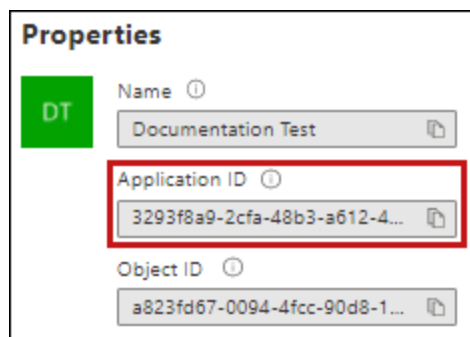 Properties
DT
Name
Documentation Test
Application ID
3293f8a9-2cfa-48b3-a612-4...
Object ID
a823fd67-0094-4fcc-90d8-1...